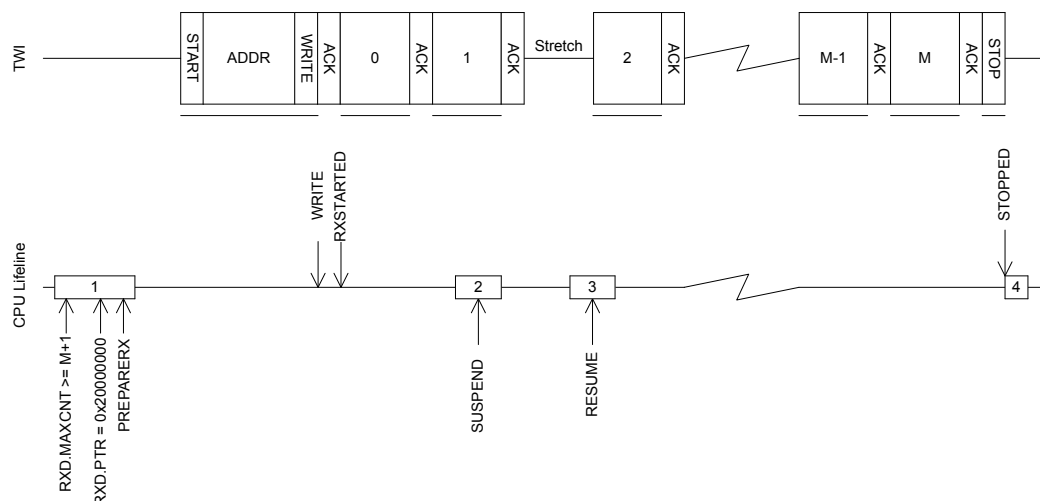 TWI
START
ADDR
WRITE
ACK
0
ACK
1
ACK
Stretch
2
ACK
M-1
ACK
M
ACK
STOP
WRITE
RXSTARTED
STOPPED
CPU Lifeline
1
2
3
4
RXD.MAXCNT >= M+1
RXD.PTR = 0x20000000
PREPARERX
SUSPEND
RESUME